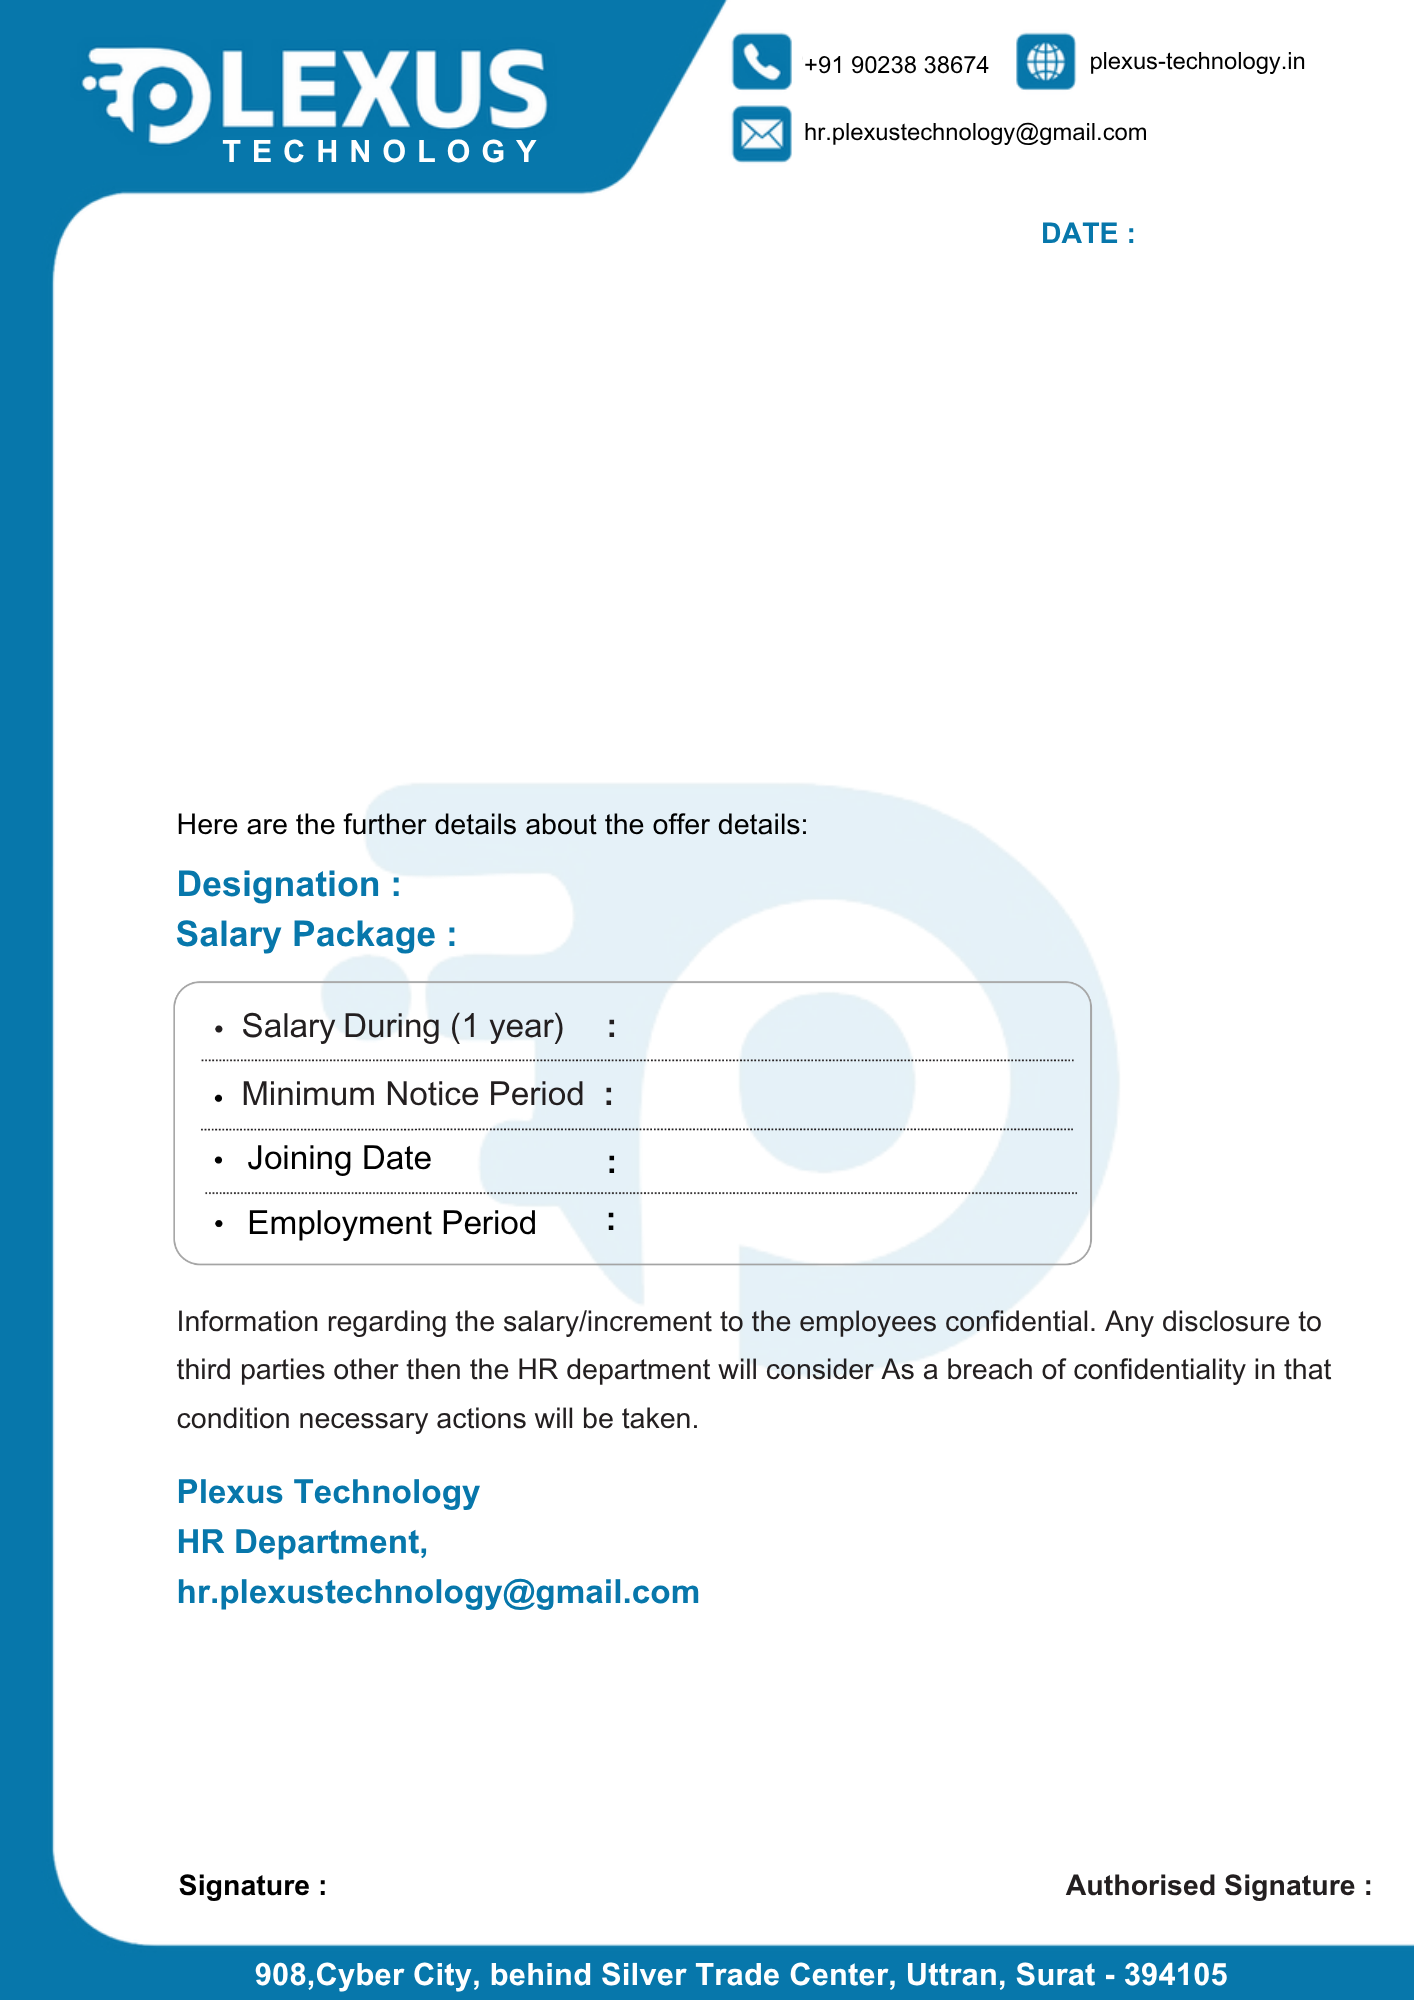 PLEXUS
TECHNOLOGY
+91 90238 38674
plexus-technology.in
hr.plexustechnology@gmail.com
DATE :
Here are the further details about the offer details:
Designation :
Salary Package :
• Salary During (1 year) :
• Minimum Notice Period :
• Joining Date :
• Employment Period :
Information regarding the salary/increment to the employees confidential. Any disclosure to
third parties other then the HR department will consider As a breach of confidentiality in that
condition necessary actions will be taken.
Plexus Technology
HR Department,
hr.plexustechnology@gmail.com
Signature :
Authorised Signature :
908,Cyber City, behind Silver Trade Center, Uttran, Surat - 394105